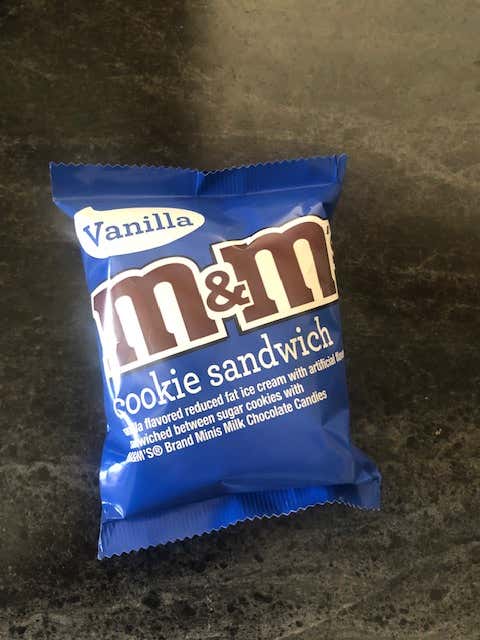 Vanilla
m&m's
cookie sandwich
flavored reduced fat ice cream with artificial
sandwiched between sugar cookies with
M&M'S® Brand Minis Milk Chocolate Candies